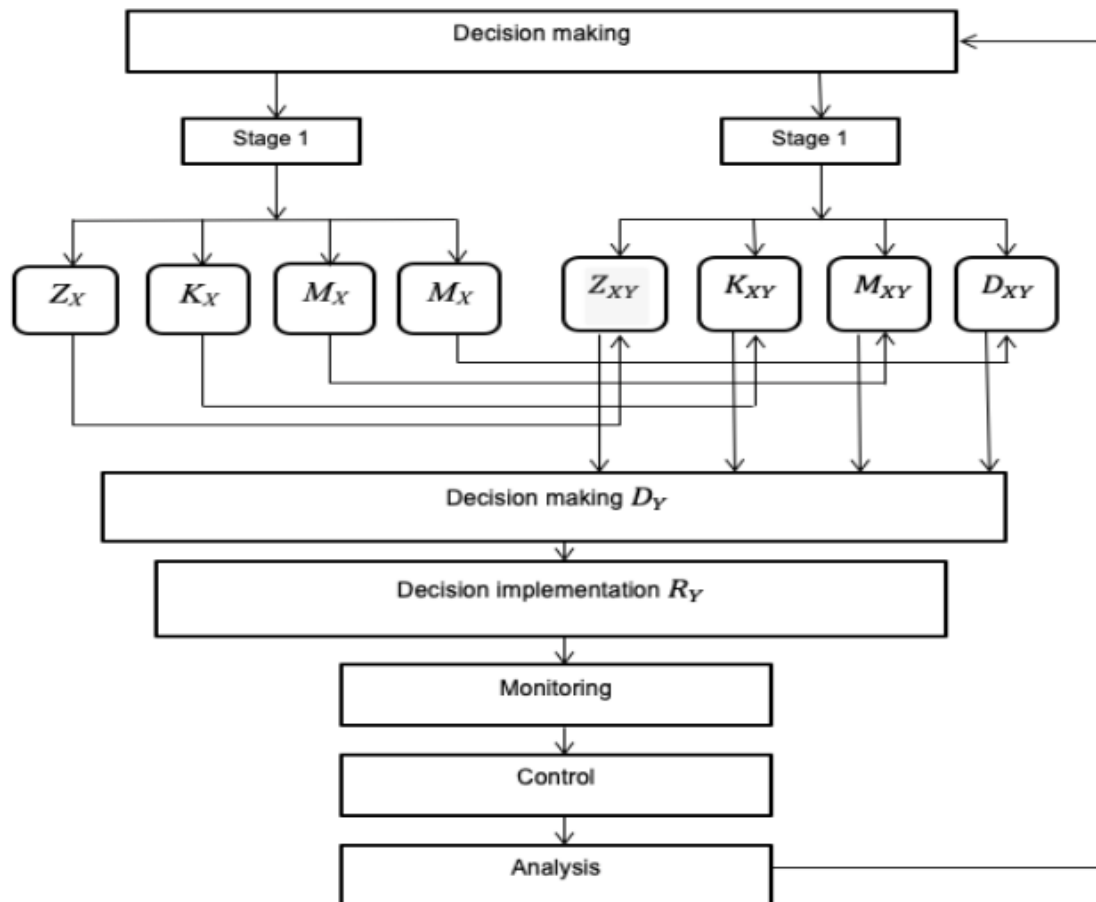 Decision making
Stage 1
Stage 1
Z_X
K_X
M_X
M_X
Z_XY
K_XY
M_XY
D_XY
Decision making D_Y
Decision implementation R_Y
Monitoring
Control
Analysis